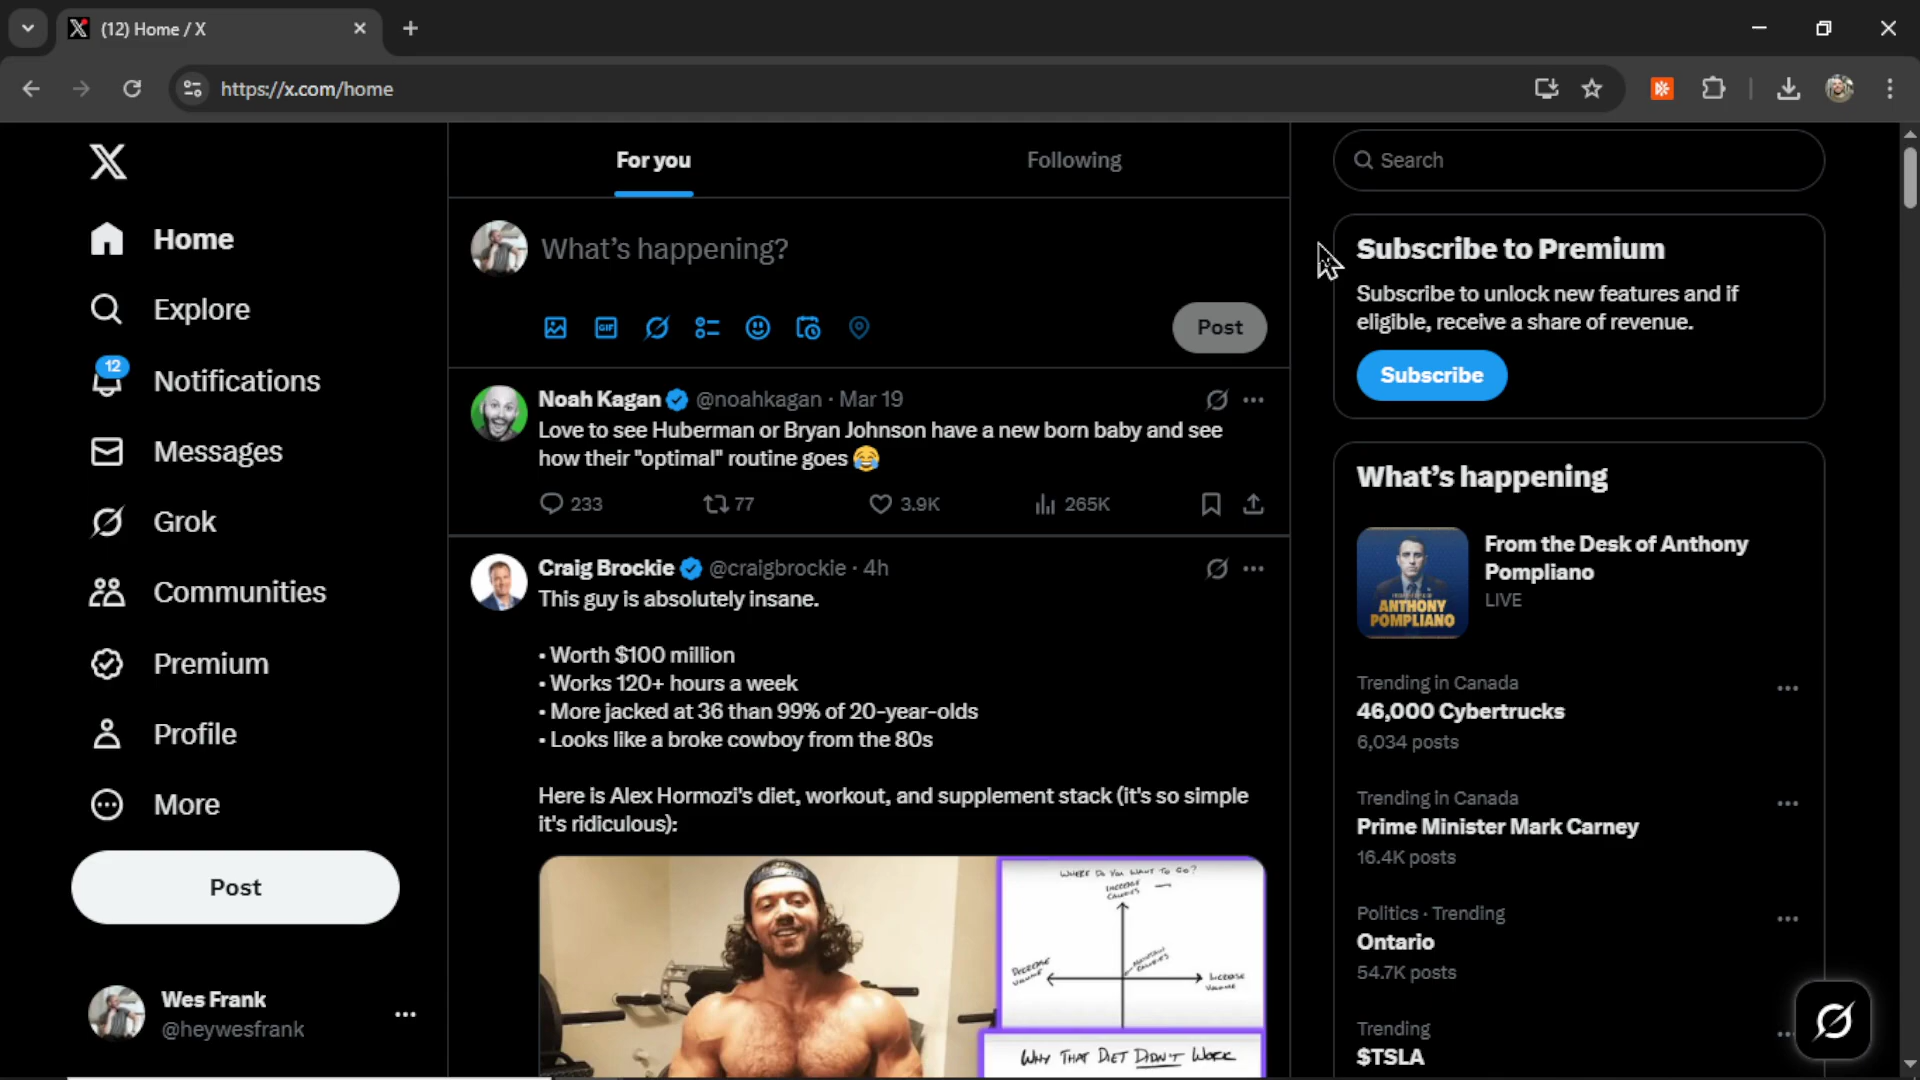 (12) Home / X
https://x.com/home
Home
Explore
12
Notifications
Messages
Grok
Communities
Premium
Profile
More
Post
Wes Frank
@heywesfrank
For you
Following
What's happening?
GIF
Post
Noah Kagan @noahkagan · Mar 19
Love to see Huberman or Bryan Johnson have a new born baby and see
how their "optimal" routine goes 😂
233 77 3.9K 265K
Craig Brockie @craigbrockie · 4h
This guy is absolutely insane.
• Worth $100 million
• Works 120+ hours a week
• More jacked at 36 than 99% of 20-year-olds
• Looks like a broke cowboy from the 80s
Here is Alex Hormozi's diet, workout, and supplement stack (it's so simple
it's ridiculous):
WHERE DO YOU WANT TO GO?
INCREASE
CALORIES
DECREASE
VOLUME
MAINTAIN
CALORIES
INCREASE
VOLUME
WHY THAT DIET DIDN'T WORK
Search
Subscribe to Premium
Subscribe to unlock new features and if
eligible, receive a share of revenue.
Subscribe
What's happening
ANTHONY
POMPLIANO
From the Desk of Anthony
Pompliano
LIVE
Trending in Canada
46,000 Cybertrucks
6,034 posts
Trending in Canada
Prime Minister Mark Carney
16.4K posts
Politics · Trending
Ontario
54.7K posts
Trending
$TSLA